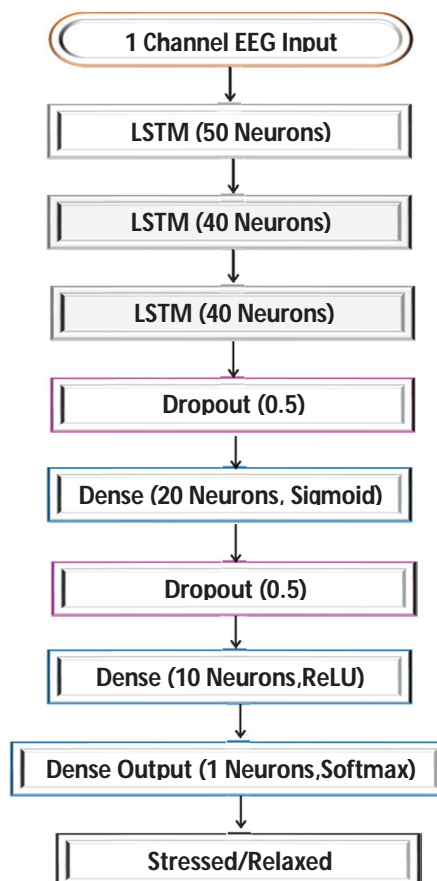 1 Channel EEG Input
LSTM (50 Neurons)
LSTM (40 Neurons)
LSTM (40 Neurons)
Dropout (0.5)
Dense (20 Neurons, Sigmoid)
Dropout (0.5)
Dense (10 Neurons,ReLU)
Dense Output (1 Neurons,Softmax)
Stressed/Relaxed